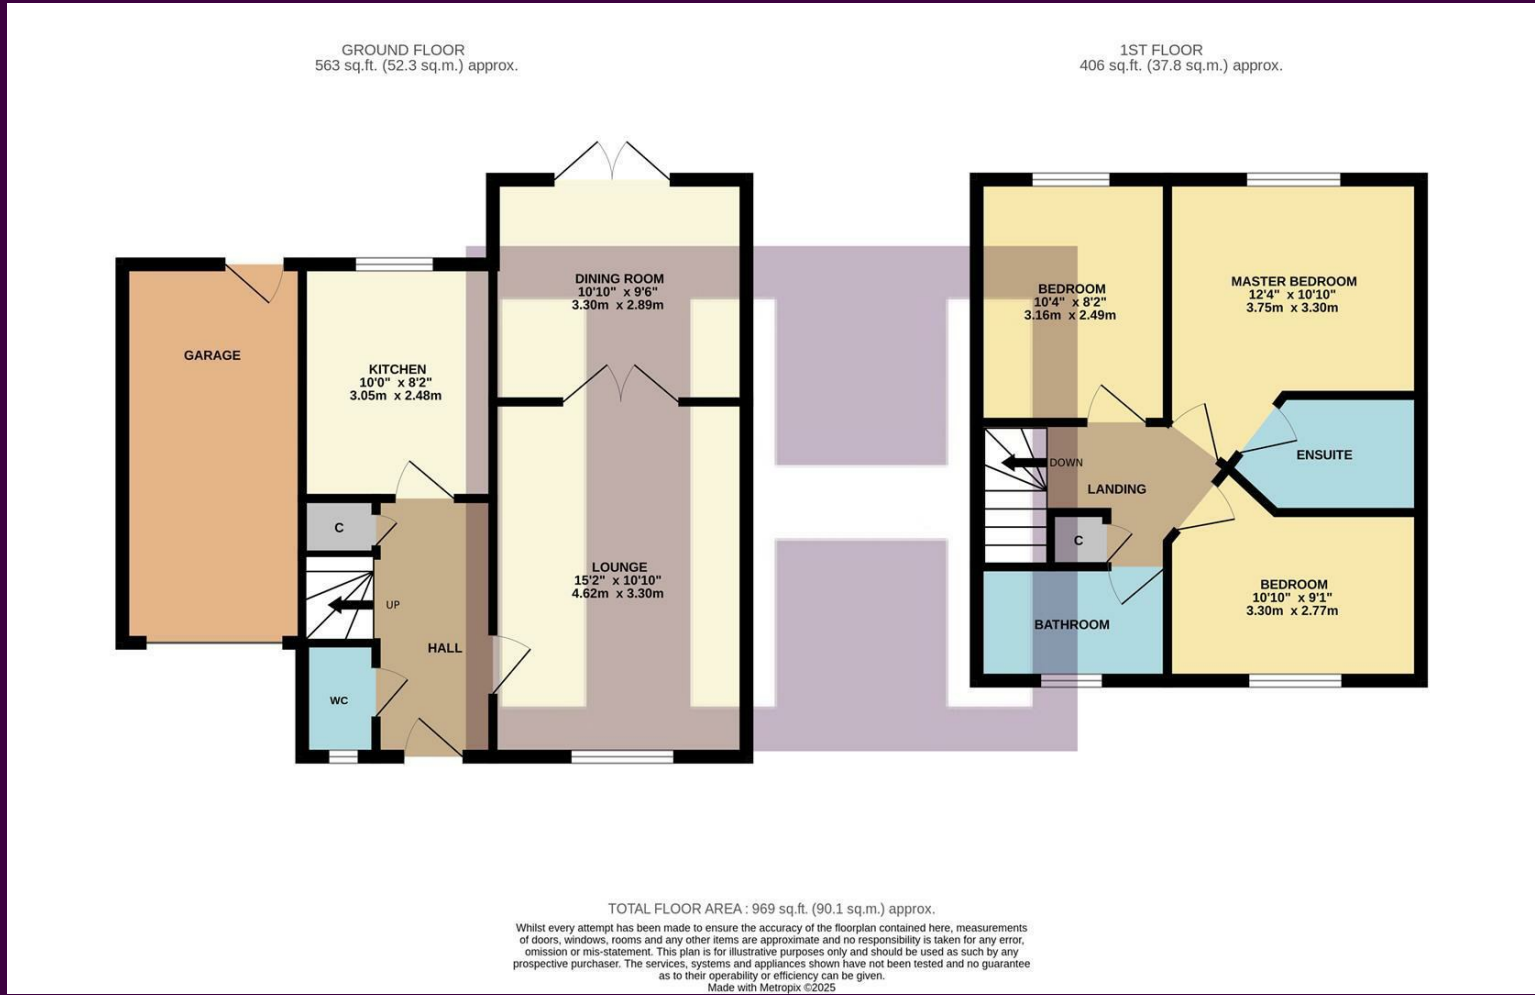 GROUND FLOOR
563 sq.ft. (52.3 sq.m.) approx.
1ST FLOOR
406 sq.ft. (37.8 sq.m.) approx.
GARAGE
KITCHEN
10'0" x 8'2"
3.05m x 2.48m
DINING ROOM
10'10" x 9'6"
3.30m x 2.89m
C
UP
HALL
WC
LOUNGE
15'2" x 10'10"
4.62m x 3.30m
BEDROOM
10'4" x 8'2"
3.16m x 2.49m
MASTER BEDROOM
12'4" x 10'10"
3.75m x 3.30m
DOWN
LANDING
ENSUITE
C
BATHROOM
BEDROOM
10'10" x 9'1"
3.30m x 2.77m
TOTAL FLOOR AREA : 969 sq.ft. (90.1 sq.m.) approx.
Whilst every attempt has been made to ensure the accuracy of the floorplan contained here, measurements
of doors, windows, rooms and any other items are approximate and no responsibility is taken for any error,
omission or mis-statement. This plan is for illustrative purposes only and should be used as such by any
prospective purchaser. The services, systems and appliances shown have not been tested and no guarantee
as to their operability or efficiency can be given.
Made with Metropix ©2025